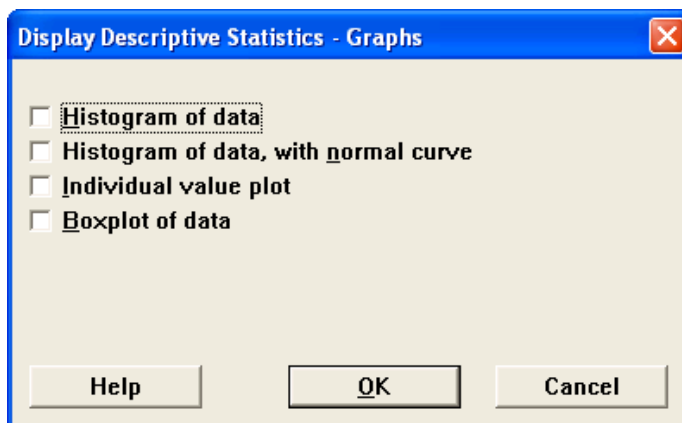 Display Descriptive Statistics - Graphs
Histogram of data
Histogram of data, with normal curve
Individual value plot
Boxplot of data
Help OK Cancel